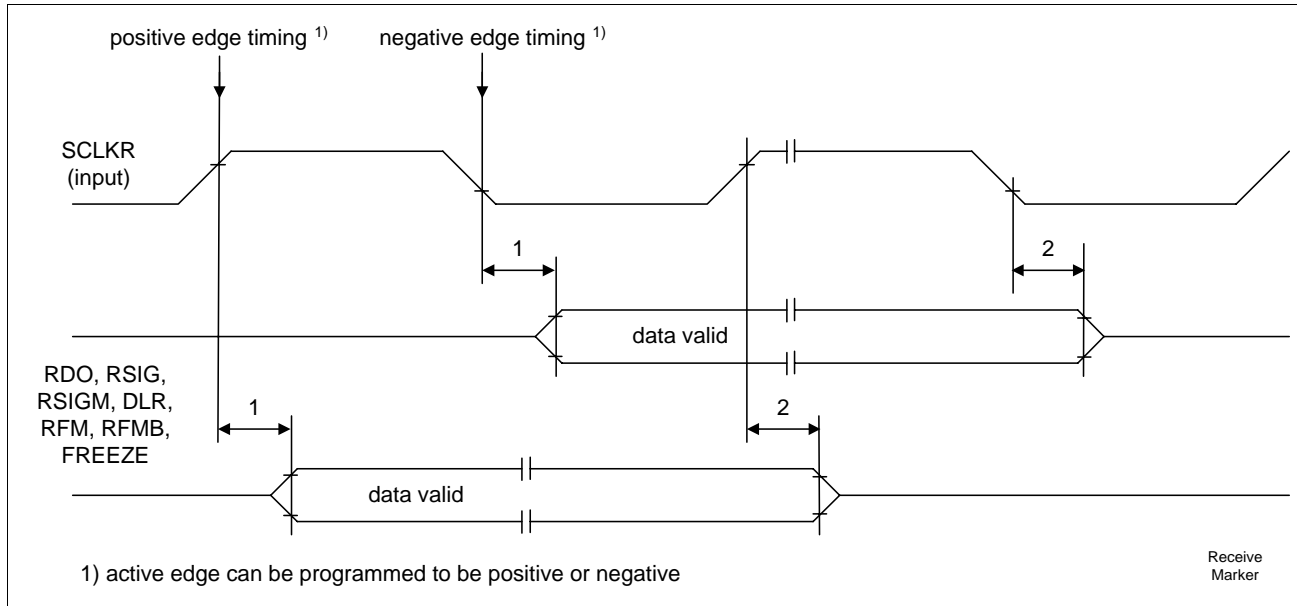 positive edge timing 1)
negative edge timing 1)
SCLKR
(input)
1
2
data valid
RDO, RSIG,
RSIGM, DLR,
RFM, RFMB,
FREEZE
1
2
data valid
1) active edge can be programmed to be positive or negative
Receive
Marker